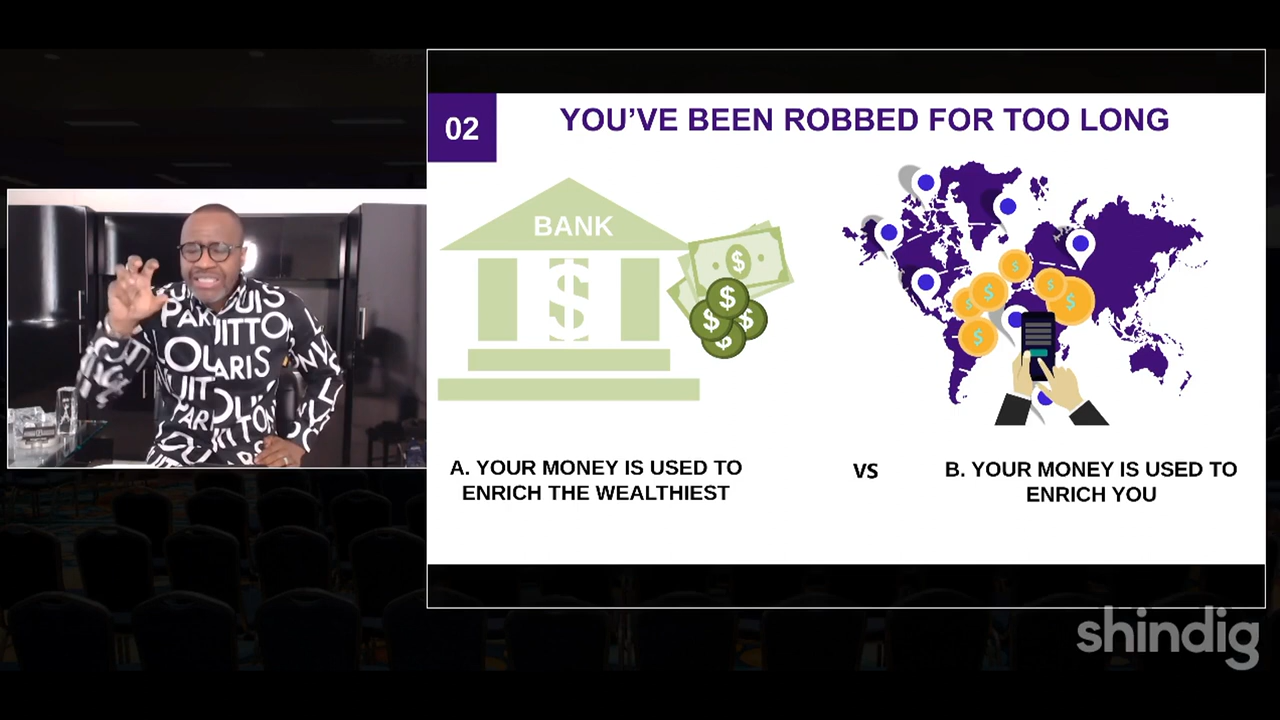 02
YOU'VE BEEN ROBBED FOR TOO LONG
BANK
$
A. YOUR MONEY IS USED TO
ENRICH THE WEALTHIEST
VS
B. YOUR MONEY IS USED TO
ENRICH YOU
shindig